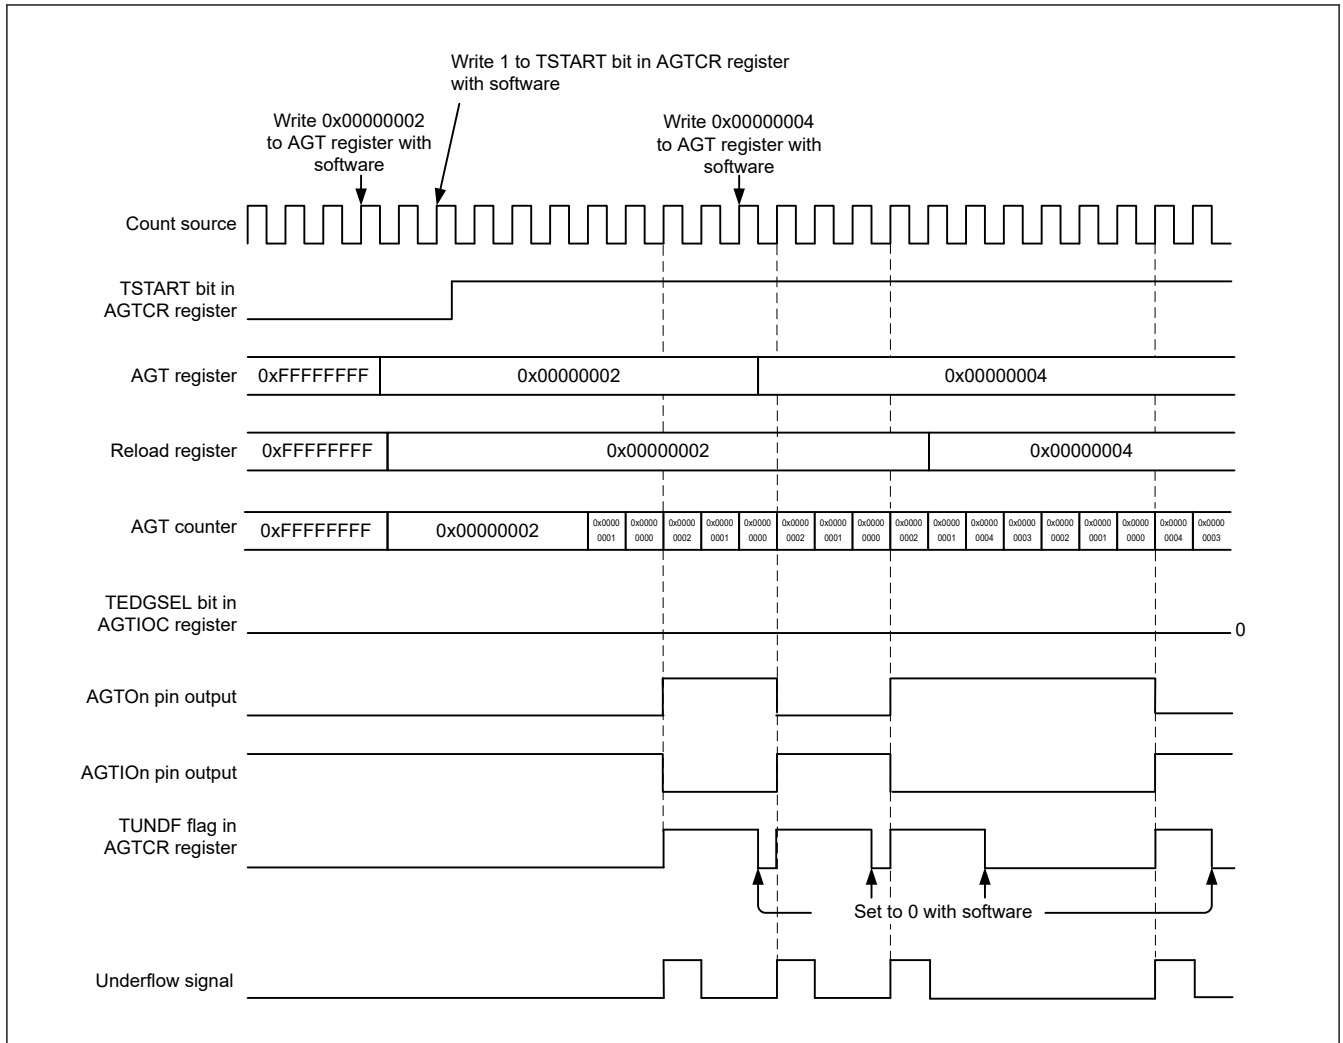 Write 1 to TSTART bit in AGTCR register
with software
Write 0x00000002
to AGT register with
software
Write 0x00000004
to AGT register with
software
Count source
TSTART bit in
AGTCR register
AGT register
0xFFFFFFFF
0x00000002
0x00000004
Reload register
0xFFFFFFFF
0x00000002
0x00000004
AGT counter
0xFFFFFFFF
0x00000002
0x0000
0001
0x0000
0000
0x0000
0002
0x0000
0001
0x0000
0000
0x0000
0002
0x0000
0001
0x0000
0000
0x0000
0002
0x0000
0001
0x0000
0004
0x0000
0003
0x0000
0002
0x0000
0001
0x0000
0000
0x0000
0004
0x0000
0003
TEDGSEL bit in
AGTIOC register
0
AGTOn pin output
AGTIOn pin output
TUNDF flag in
AGTCR register
Set to 0 with software
Underflow signal